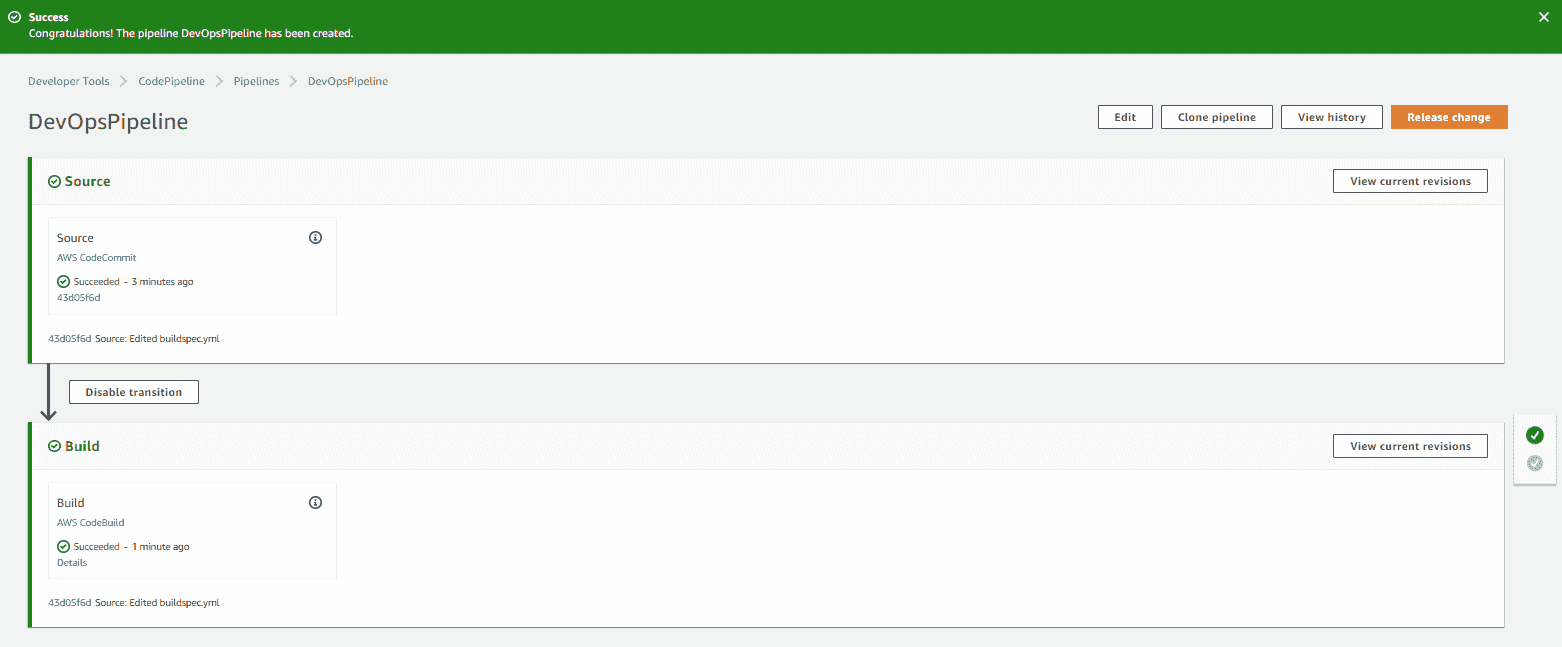 Success
Congratulations! The pipeline DevOpsPipeline has been created.
Developer Tools CodePipeline Pipelines DevOpsPipeline
DevOpsPipeline
Edit Clone pipeline View history Release change
Source View current revisions
Source
AWS CodeCommit
Succeeded - 3 minutes ago
43d05f6d
43d05f6d Source: Edited buildspec.yml
Disable transition
Build View current revisions
Build
AWS CodeBuild
Succeeded - 1 minute ago
Details
43d05f6d Source: Edited buildspec.yml